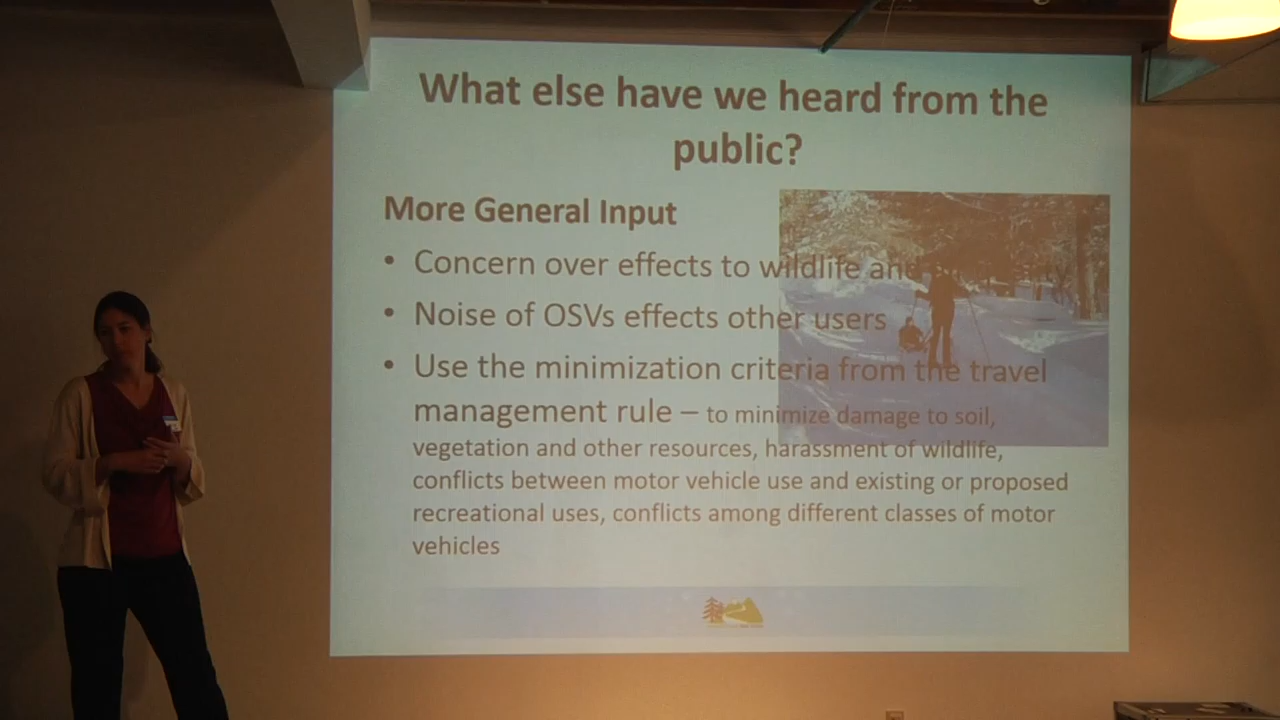 What else have we heard from the
public?
More General Input
• Concern over effects to wildlife and
• Noise of OSVs effects other users
• Use the minimization criteria from the travel
management rule – to minimize damage to soil,
vegetation and other resources, harassment of wildlife,
conflicts between motor vehicle use and existing or proposed
recreational uses, conflicts among different classes of motor
vehicles